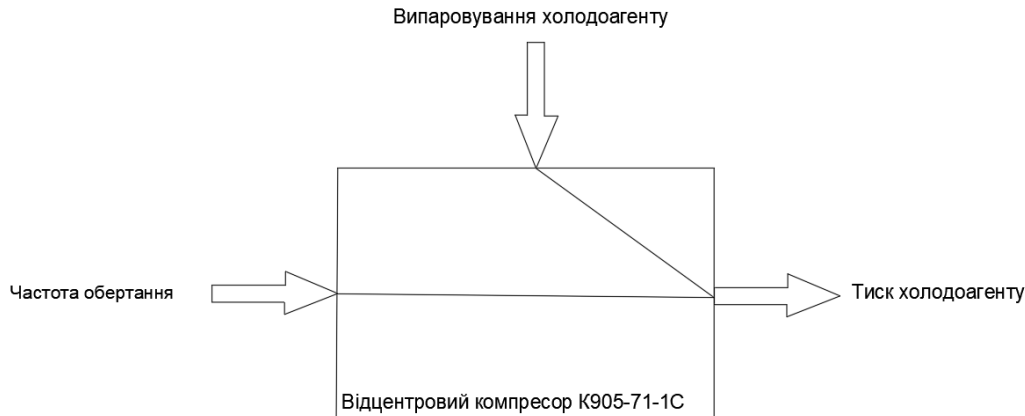 Випаровування холодоагенту
Частота обертання
Тиск холодоагенту
Відцентровий компресор К905-71-1С